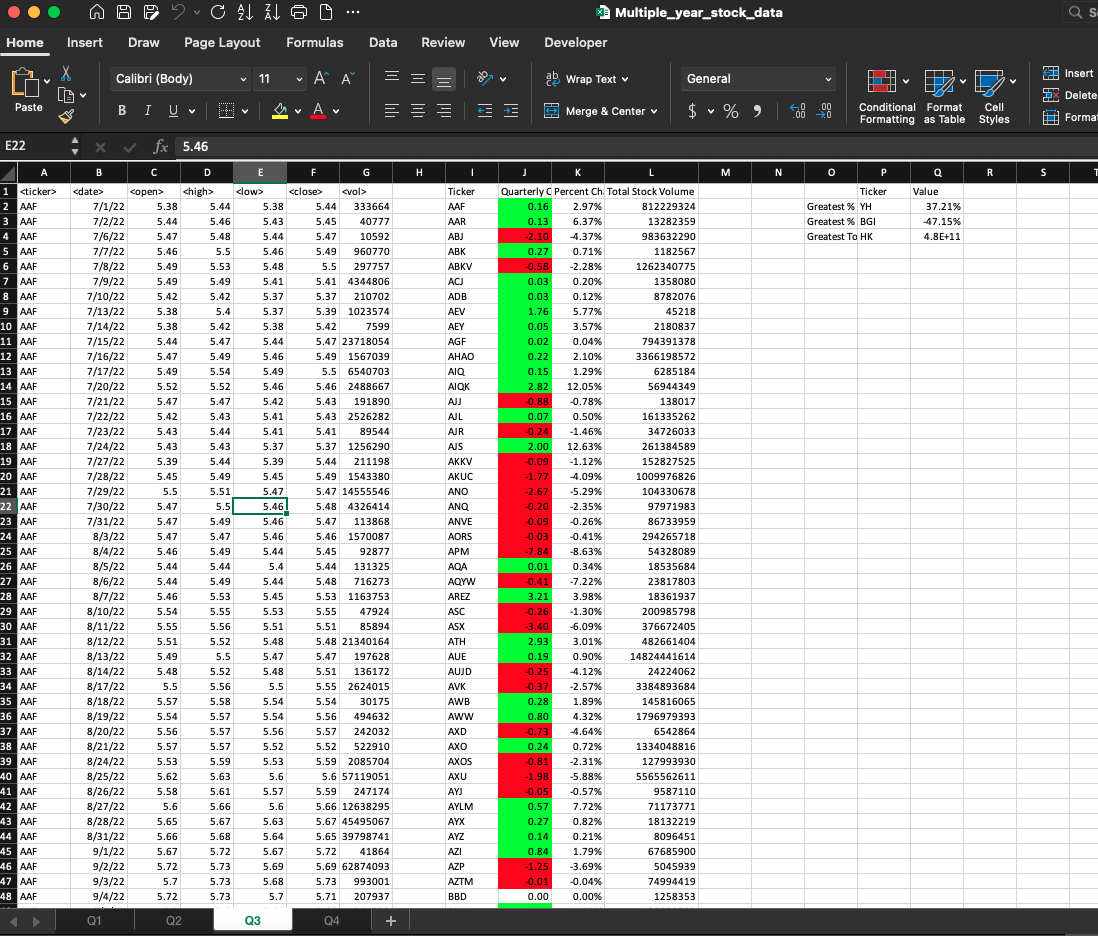 Multiple_year_stock_data
Home Insert Draw Page Layout Formulas Data Review View Developer
Paste Calibri (Body) 11 Wrap Text General Insert
B I U Merge & Center $ % Conditional Formatting Format as Table Cell Styles Delete
E22 fx 5.46
A B C D E F G H I J K L M N O P Q R S T
1 <ticker> <date> <open> <high> <low> <close> <vol> Ticker Quarterly C Percent Ch Total Stock Volume Ticker Value
2 AAF 7/1/22 5.38 5.44 5.38 5.44 333664 AAF 0.16 2.97% 812229324 Greatest % YH 37.21%
3 AAF 7/2/22 5.44 5.46 5.43 5.45 40777 AAR 0.13 6.37% 13282359 Greatest % BGI -47.15%
4 AAF 7/6/22 5.47 5.48 5.44 5.47 10592 ABJ -2.10 -4.37% 983632290 Greatest To HK 4.8E+11
5 AAF 7/7/22 5.46 5.5 5.46 5.49 960770 ABK 0.27 0.71% 1182567
6 AAF 7/8/22 5.49 5.53 5.48 5.5 297757 ABKV -0.58 -2.28% 1262340775
7 AAF 7/9/22 5.49 5.49 5.41 5.41 4344806 ACJ 0.03 0.20% 1358080
8 AAF 7/10/22 5.42 5.42 5.37 5.37 210702 ADB 0.03 0.12% 8782076
9 AAF 7/13/22 5.38 5.4 5.37 5.39 1023574 AEV 1.76 5.77% 45218
10 AAF 7/14/22 5.38 5.42 5.38 5.42 7599 AEY 0.05 3.57% 2180837
11 AAF 7/15/22 5.44 5.47 5.44 5.47 23718054 AGF 0.02 0.04% 794391378
12 AAF 7/16/22 5.47 5.49 5.46 5.49 1567039 AHAO 0.22 2.10% 3366198572
13 AAF 7/17/22 5.49 5.54 5.49 5.5 6540703 AIQ 0.15 1.29% 6285184
14 AAF 7/20/22 5.52 5.52 5.46 5.46 2488667 AIQK 2.82 12.05% 56944349
15 AAF 7/21/22 5.47 5.47 5.42 5.43 191890 AJJ -0.88 -0.78% 138017
16 AAF 7/22/22 5.42 5.43 5.41 5.43 2526282 AJL 0.07 0.50% 161335262
17 AAF 7/23/22 5.43 5.44 5.41 5.41 89544 AJR -0.24 -1.46% 34726033
18 AAF 7/24/22 5.43 5.43 5.37 5.37 1256290 AJS 2.00 12.63% 261384589
19 AAF 7/27/22 5.39 5.44 5.39 5.44 211198 AKKV -0.09 -1.12% 152827525
20 AAF 7/28/22 5.45 5.49 5.45 5.49 1543380 AKUC -1.77 -4.09% 1009976826
21 AAF 7/29/22 5.5 5.51 5.47 5.47 14555546 ANO -2.67 -5.29% 104330678
22 AAF 7/30/22 5.47 5.5 5.46 5.48 4326414 ANQ -0.20 -2.35% 97971983
23 AAF 7/31/22 5.47 5.49 5.46 5.47 113868 ANVE -0.09 -0.26% 86733959
24 AAF 8/3/22 5.47 5.47 5.46 5.46 1570087 AORS -0.03 -0.41% 294265718
25 AAF 8/4/22 5.46 5.49 5.44 5.45 92877 APM -7.84 -8.63% 54328089
26 AAF 8/5/22 5.44 5.44 5.4 5.44 131325 AQA 0.01 0.34% 18535684
27 AAF 8/6/22 5.44 5.49 5.44 5.48 716273 AQYW -0.41 -7.22% 23817803
28 AAF 8/7/22 5.46 5.53 5.45 5.53 1163753 AREZ 3.21 3.98% 18361937
29 AAF 8/10/22 5.54 5.55 5.53 5.55 47924 ASC -0.26 -1.30% 200985798
30 AAF 8/11/22 5.55 5.56 5.51 5.51 85894 ASX -3.40 -6.09% 376672405
31 AAF 8/12/22 5.51 5.52 5.48 5.48 21340164 ATH 2.93 3.01% 482661404
32 AAF 8/13/22 5.49 5.5 5.47 5.47 197628 AUE 0.19 0.90% 14824441614
33 AAF 8/14/22 5.48 5.52 5.48 5.51 136172 AUJD -0.25 -4.12% 24224062
34 AAF 8/17/22 5.5 5.56 5.5 5.55 2624015 AVK -0.37 -2.57% 3384893684
35 AAF 8/18/22 5.57 5.58 5.54 5.54 30175 AWB 0.28 1.89% 145816065
36 AAF 8/19/22 5.54 5.57 5.54 5.56 494632 AWW 0.80 4.32% 1796979393
37 AAF 8/20/22 5.56 5.57 5.56 5.57 242032 AXD -0.73 -4.64% 6542864
38 AAF 8/21/22 5.57 5.57 5.52 5.52 522910 AXO 0.24 0.72% 1334048816
39 AAF 8/24/22 5.53 5.59 5.53 5.59 2085704 AXOS -0.81 -2.31% 127993930
40 AAF 8/25/22 5.62 5.63 5.6 5.6 57119051 AXU -1.98 -5.88% 5565562611
41 AAF 8/26/22 5.58 5.61 5.57 5.59 247174 AYJ -0.05 -0.57% 9587110
42 AAF 8/27/22 5.6 5.66 5.6 5.66 12638295 AYLM 0.57 7.72% 71173771
43 AAF 8/28/22 5.65 5.67 5.63 5.67 45495067 AYX 0.27 0.82% 18132219
44 AAF 8/31/22 5.66 5.68 5.64 5.65 39798741 AYZ 0.14 0.21% 8096451
45 AAF 9/1/22 5.67 5.72 5.67 5.72 41864 AZI 0.84 1.79% 67685900
46 AAF 9/2/22 5.72 5.73 5.69 5.69 62874093 AZP -1.25 -3.69% 5045939
47 AAF 9/3/22 5.7 5.73 5.68 5.73 993001 AZTM -0.01 -0.04% 74994419
48 AAF 9/4/22 5.72 5.73 5.7 5.71 207937 BBD 0.00 0.00% 1258353
Q1 Q2 Q3 Q4 +